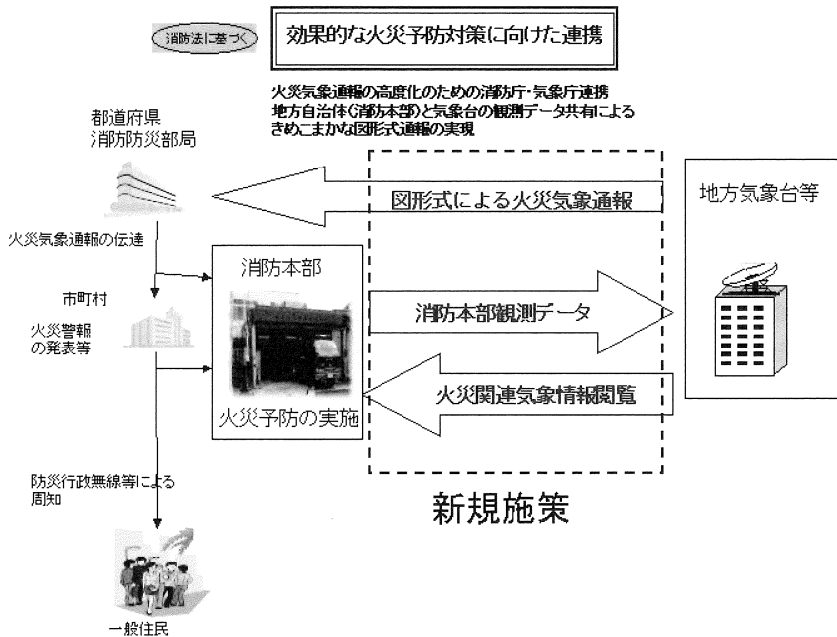 消防法に基づく
効果的な火災予防対策に向けた連携
火災気象通報の高度化のための消防庁・気象庁連携
地方自治体(消防本部)と気象台の観測データ共有による
きめこまかな図形式通報の実現
都道府県
消防防災部局
図形式による火災気象通報
地方気象台等
火災気象通報の伝達
消防本部
市町村
火災警報
の発表等
消防本部観測データ
火災関連気象情報閲覧
火災予防の実施
防災行政無線等による
周知
新規施策
一般住民